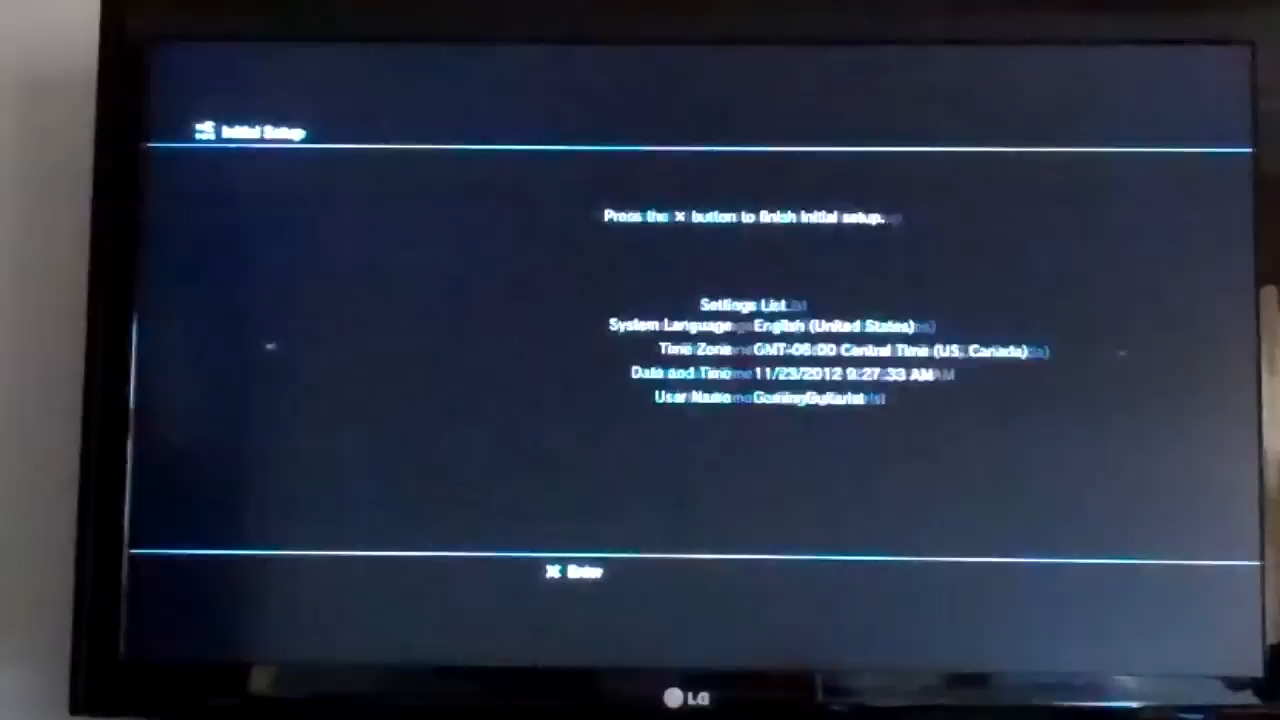 Initial Setup
Press the X button to finish initial setup.
Settings List
System Language English (United States)
Time Zone GMT-06:00 Central Time (US, Canada)
Date and Time 11/23/2012 9:27:33 AM
User Name
X Enter
LG